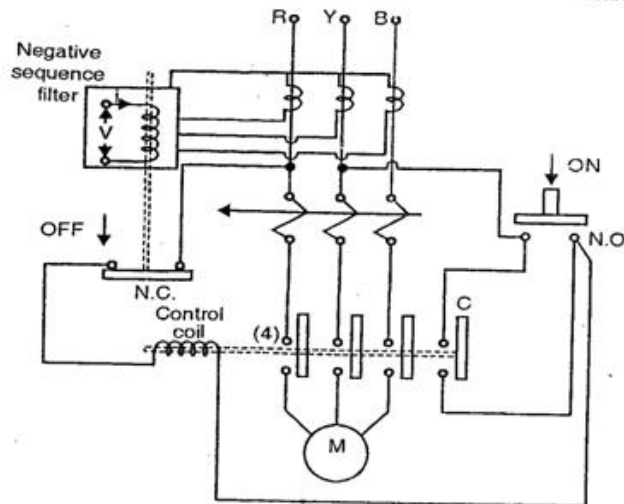 R Y B
Negative
sequence
filter
V
ON
OFF
N.O
N.C.
Control
coil
(4)
C
M